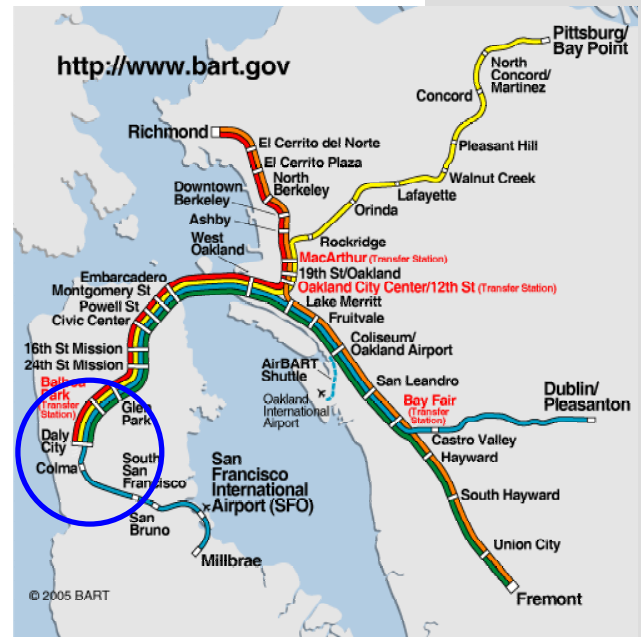 http://www.bart.gov
Pittsburg/
Bay Point
North
Concord/
Martinez
Concord
Richmond
El Cerrito del Norte
Pleasant Hill
El Cerrito Plaza
North
Berkeley
Walnut Creek
Downtown
Berkeley
Lafayette
Orinda
Ashby
West
Oakland
Rockridge
MacArthur (Transfer Station)
19th St/Oakland
Embarcadero
Oakland City Center/12th St (Transfer Station)
Montgomery St
Lake Merritt
Powell St
Fruitvale
Civic Center
Coliseum/
Oakland Airport
16th St Mission
24th St Mission
AirBART
Shuttle
San Leandro
Balboa
Park
(Transfer
Station)
Oakland
International
Airport
Bay Fair
(Transfer
Station)
Dublin/
Pleasanton
Glen
Park
Daly
City
Castro Valley
Hayward
Colma
South
San
Francisco
San
Francisco
International
Airport (SFO)
South Hayward
San
Bruno
Union City
Millbrae
Fremont
© 2005 BART